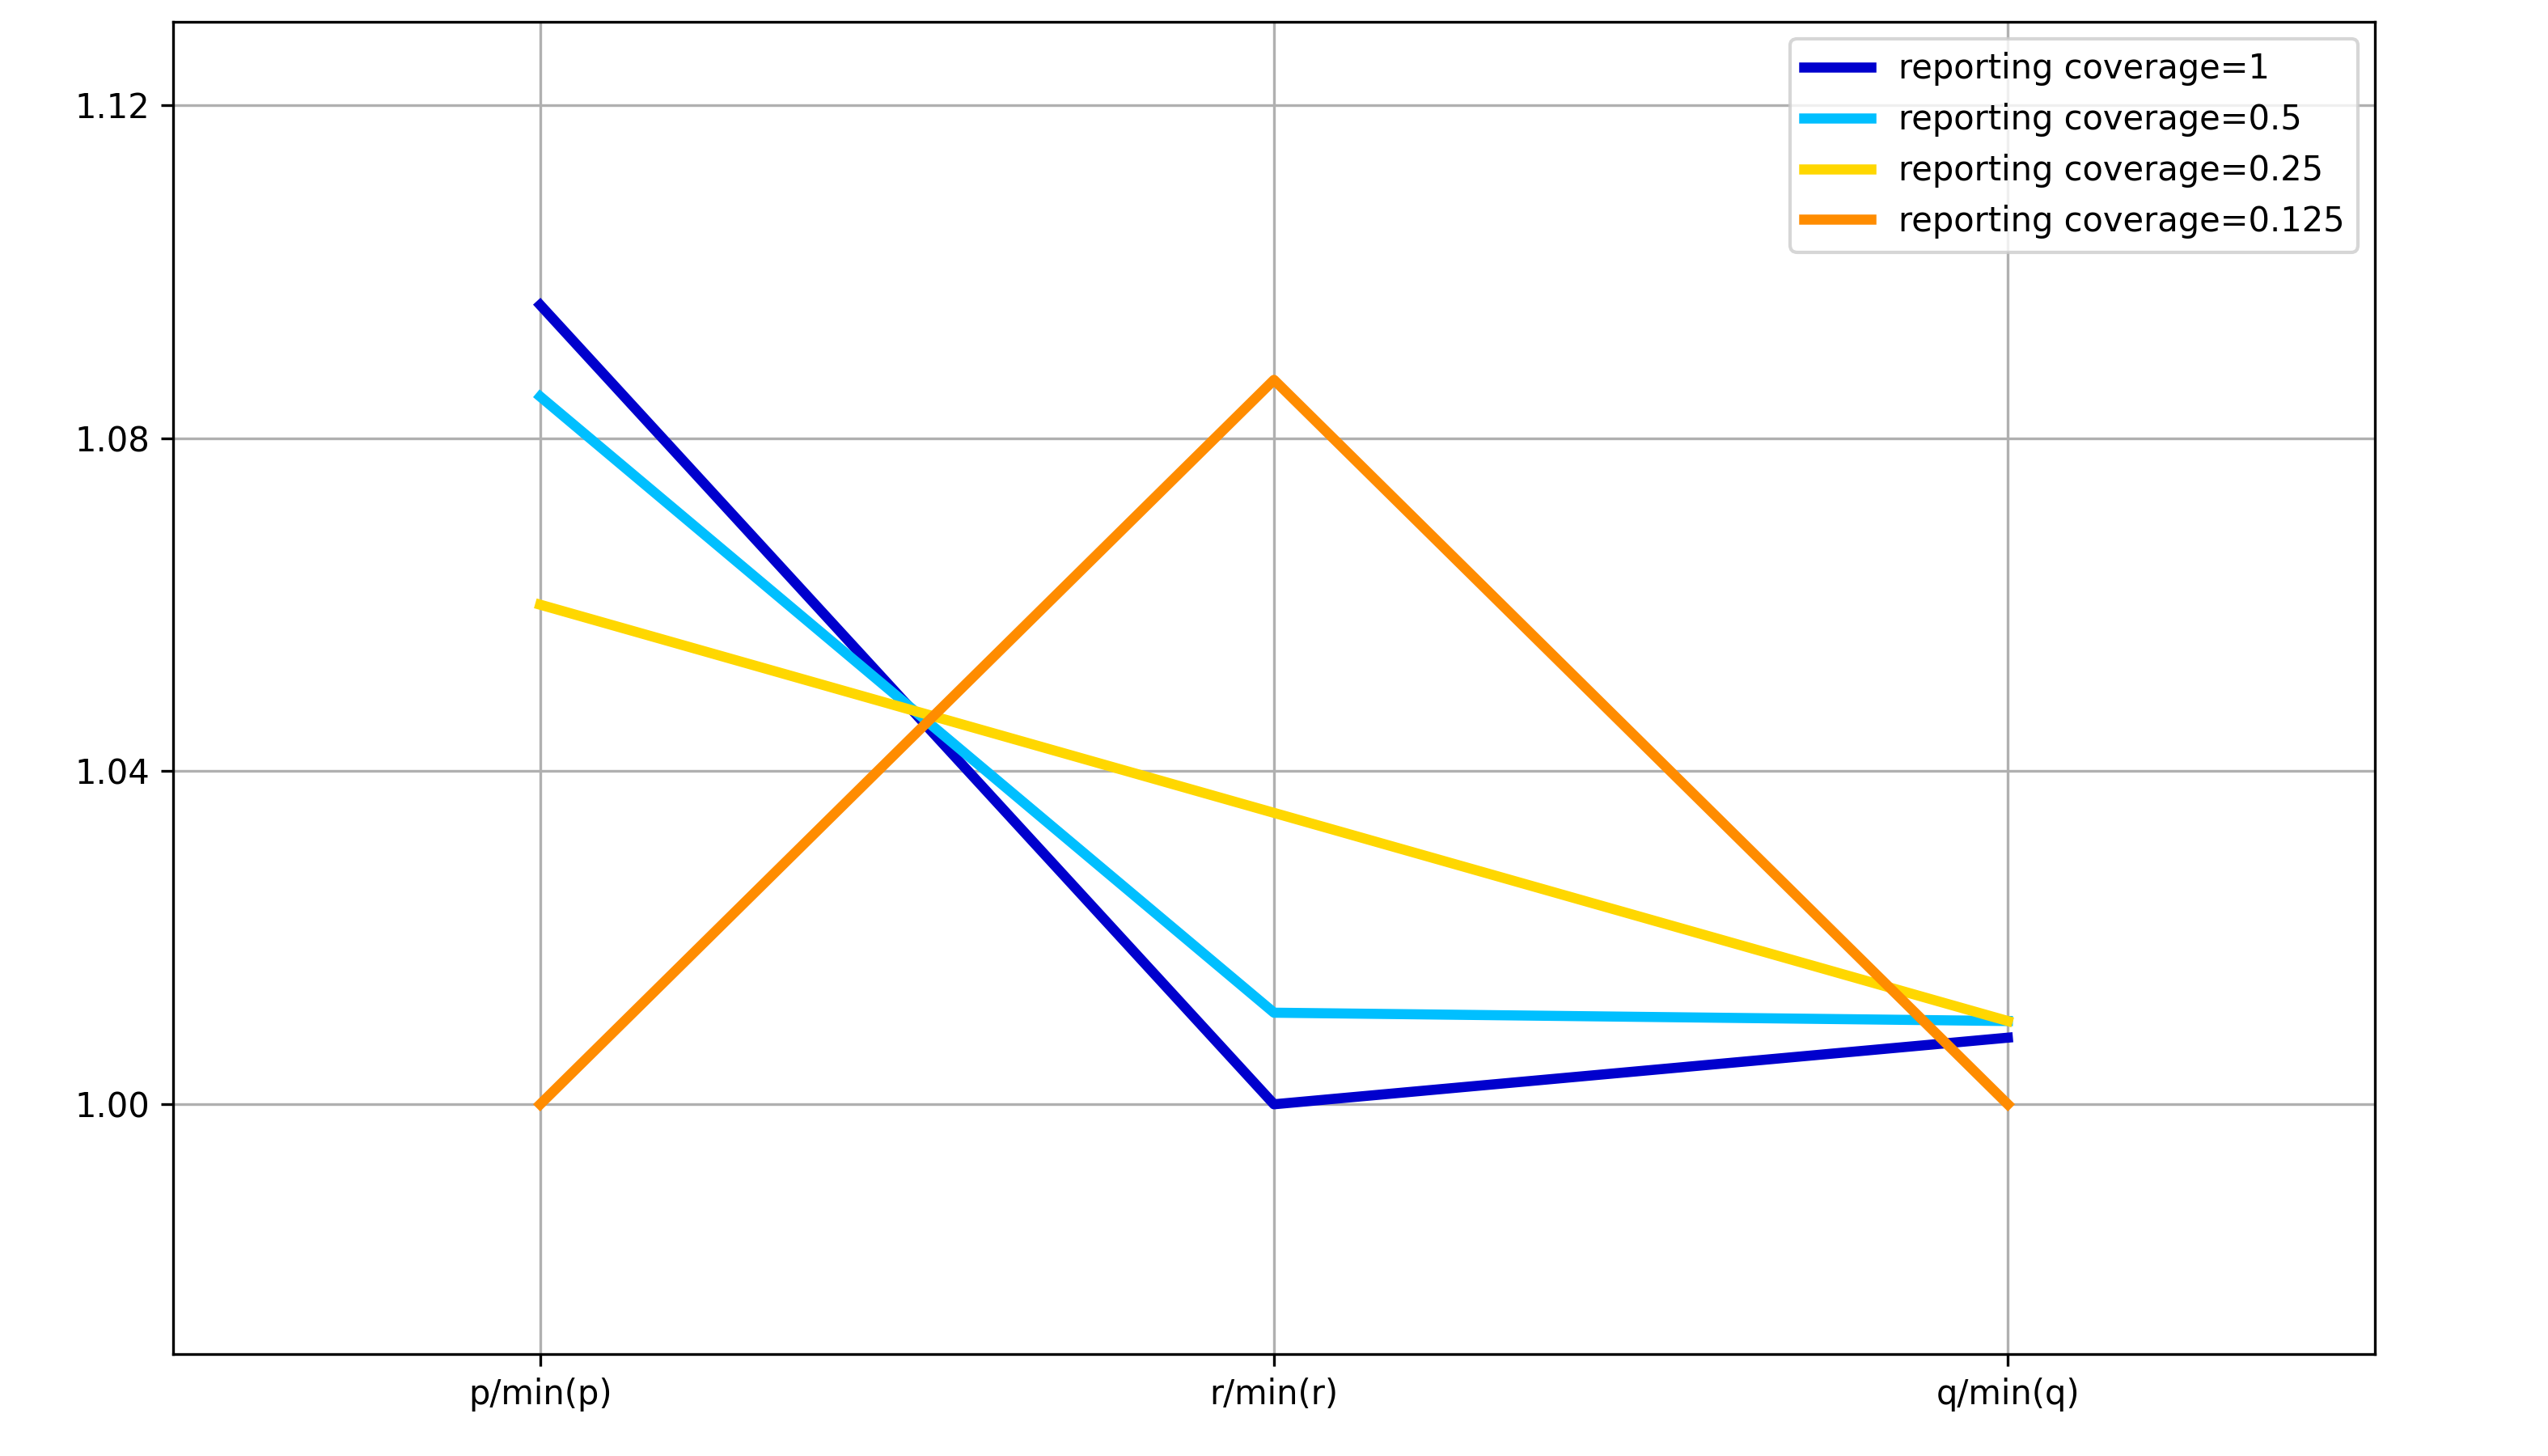 reporting coverage=1
reporting coverage=0.5
reporting coverage=0.25
reporting coverage=0.125
1.12
1.08
1.04
1.00
p/min(p)
r/min(r)
q/min(q)